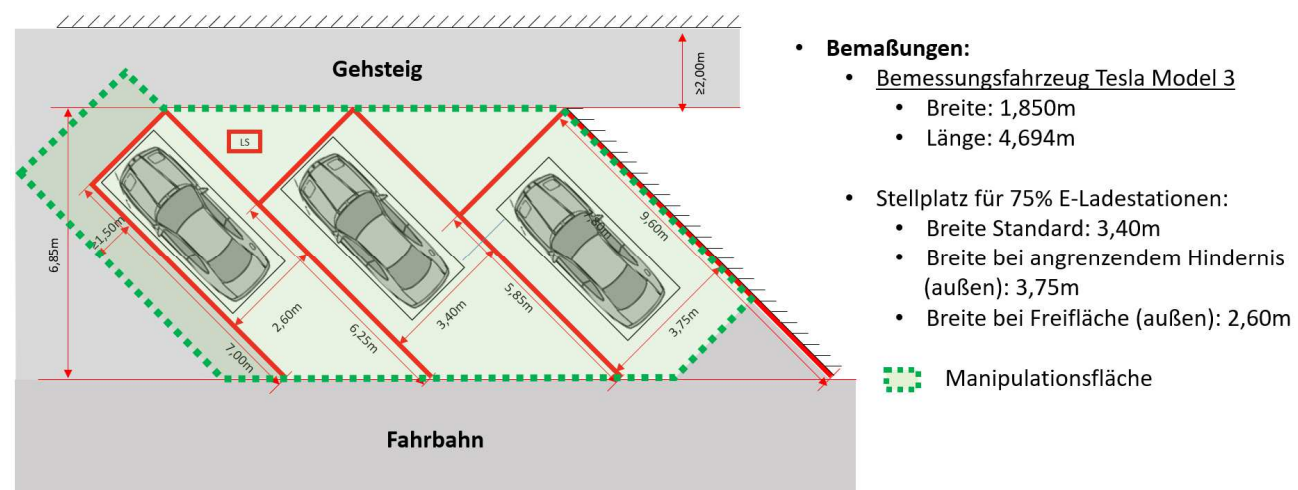 Gehsteig
≥2,00m
LS
6,85m
≥1,50m
7,00m
2,60m
6,25m
3,40m
5,85m
7,80m
9,60m
3,75m
Fahrbahn
• Bemaßungen:
• Bemessungsfahrzeug Tesla Model 3
• Breite: 1,850m
• Länge: 4,694m
• Stellplatz für 75% E-Ladestationen:
• Breite Standard: 3,40m
• Breite bei angrenzendem Hindernis
(außen): 3,75m
• Breite bei Freifläche (außen): 2,60m
Manipulationsfläche